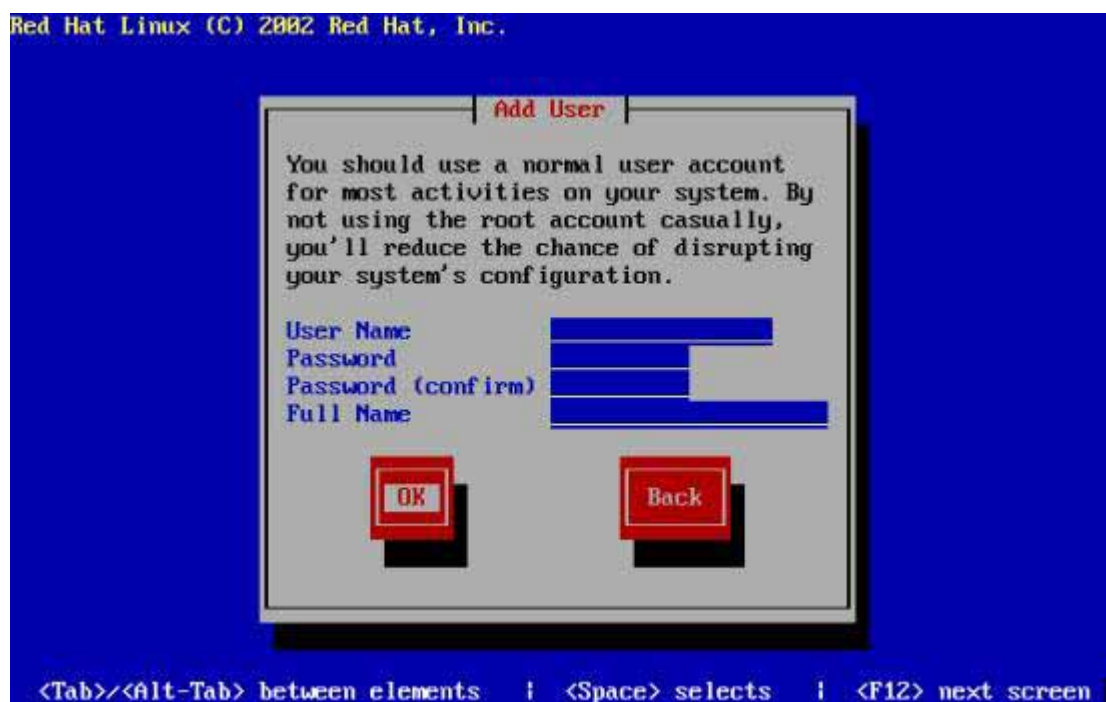 Red Hat Linux (C) 2002 Red Hat, Inc.
Add User
You should use a normal user account
for most activities on your system. By
not using the root account casually,
you'll reduce the chance of disrupting
your system's configuration.
User Name
Password
Password (confirm)
Full Name
OK Back
<Tab>/<Alt-Tab> between elements | <Space> selects | <F12> next screen